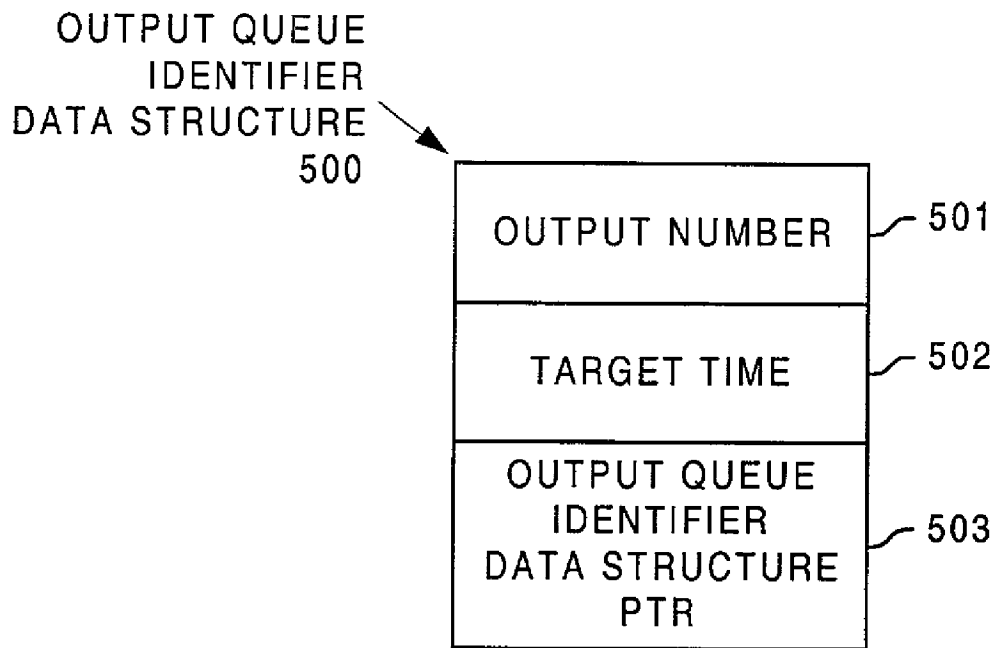 OUTPUT QUEUE
IDENTIFIER
DATA STRUCTURE
500
OUTPUT NUMBER
501
TARGET TIME
502
OUTPUT QUEUE
IDENTIFIER
DATA STRUCTURE
PTR
503